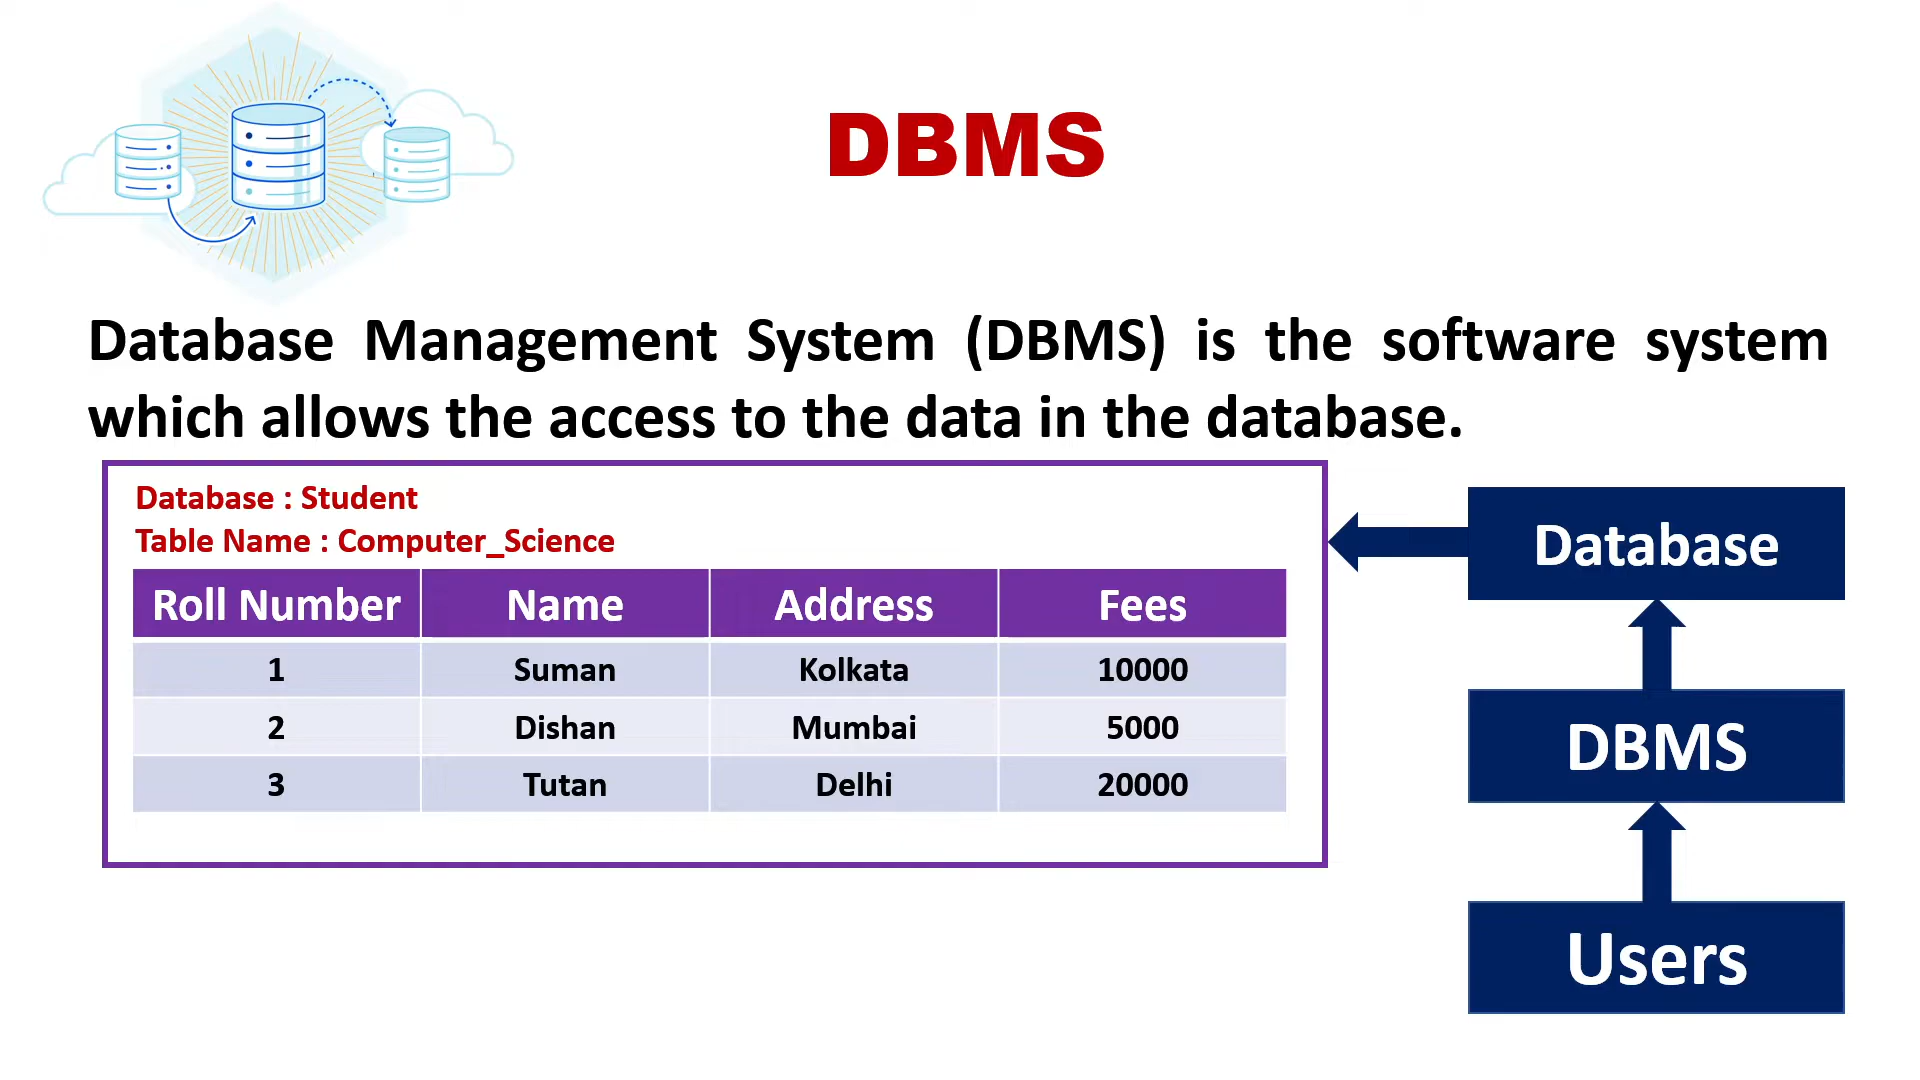 DBMS
Database Management System (DBMS) is the software system
which allows the access to the data in the database.
Database : Student
Table Name : Computer_Science
Roll Number Name Address Fees
1 Suman Kolkata 10000
2 Dishan Mumbai 5000
3 Tutan Delhi 20000
Database
DBMS
Users